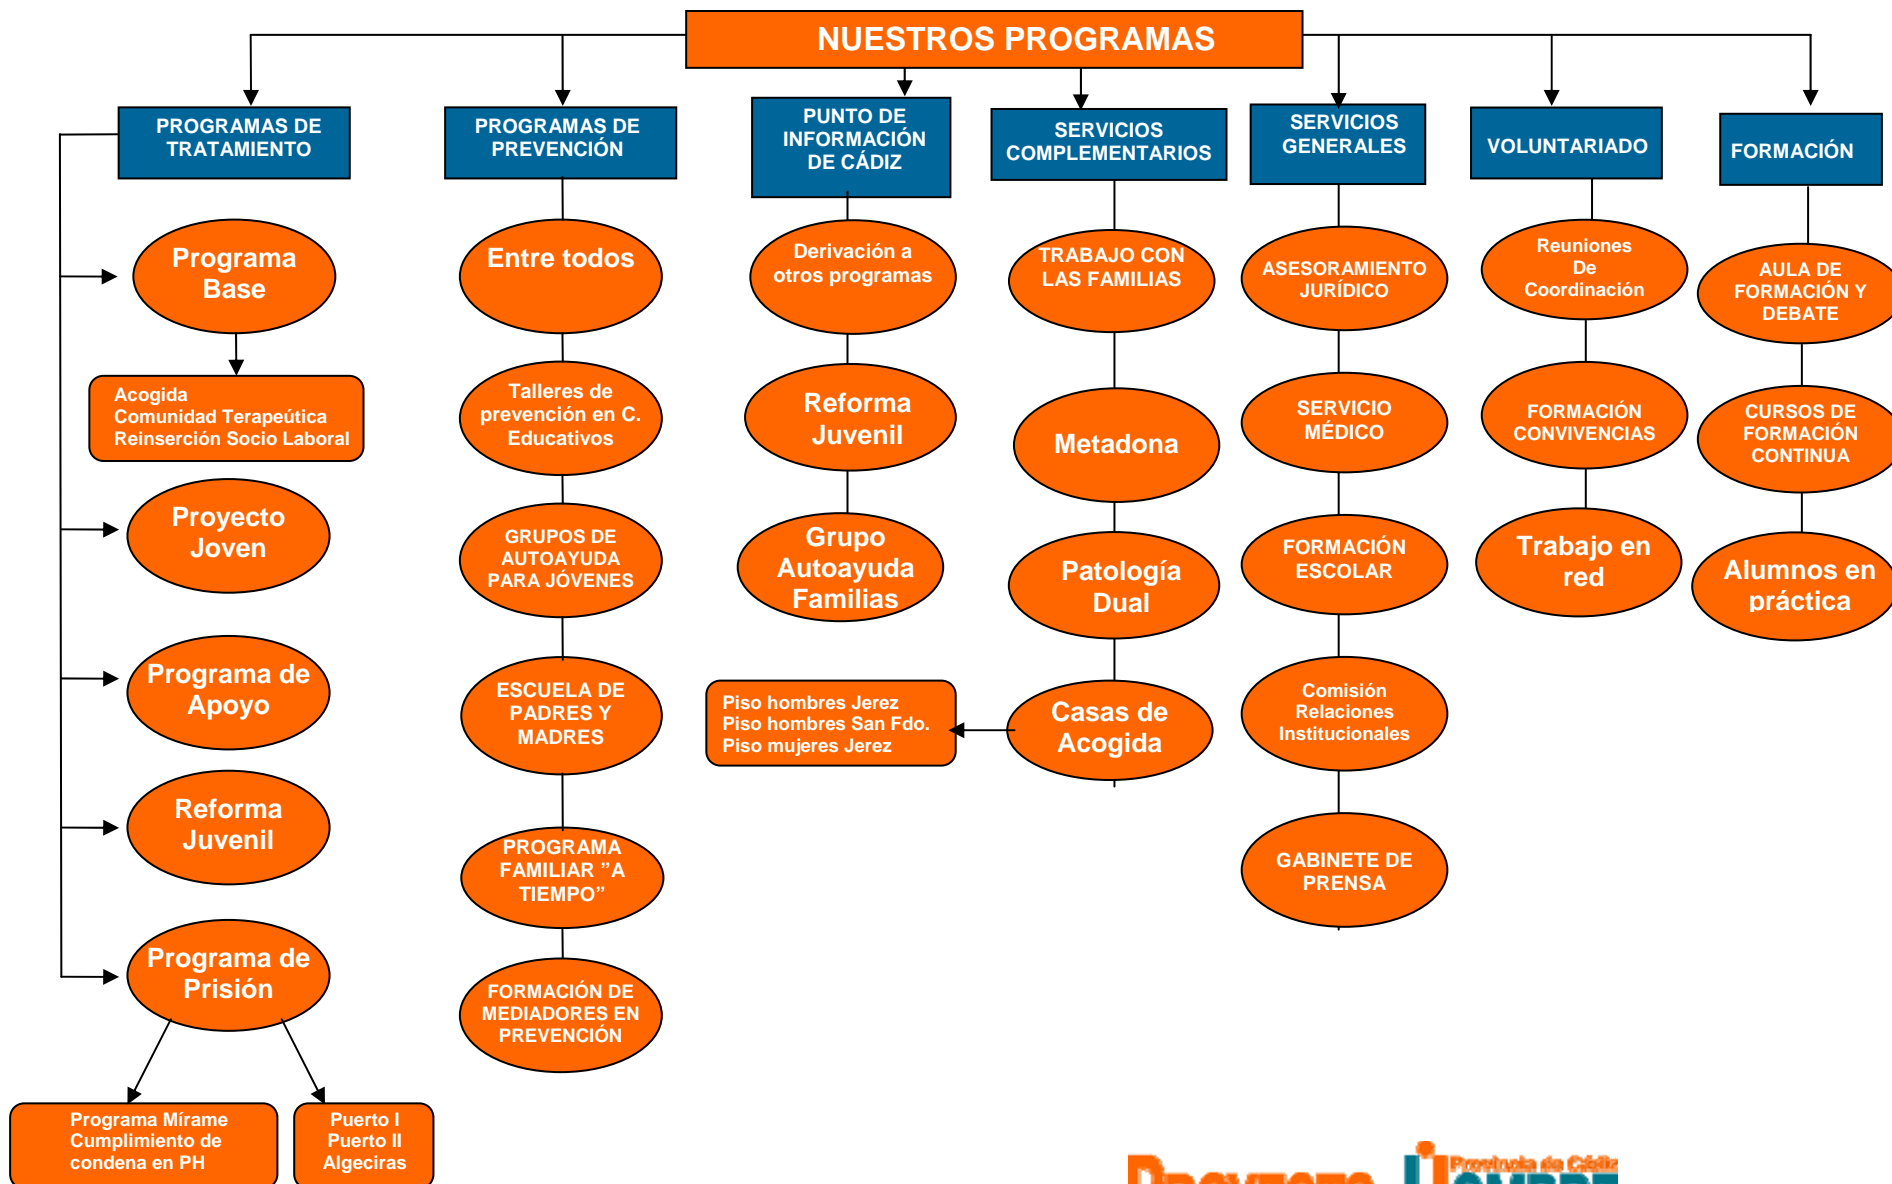 NUESTROS PROGRAMAS
PROGRAMAS DE
TRATAMIENTO
Programa
Base
Acogida
Comunidad Terapeútica
Reinserción Socio Laboral
Proyecto
Joven
Programa de
Apoyo
Reforma
Juvenil
Programa de
Prisión
Programa Mírame
Cumplimiento de
condena en PH
Puerto I
Puerto II
Algeciras
PROGRAMAS DE
PREVENCIÓN
Entre todos
Talleres de
prevención en C.
Educativos
GRUPOS DE
AUTOAYUDA
PARA JÓVENES
ESCUELA DE
PADRES Y
MADRES
PROGRAMA
FAMILIAR ”A
TIEMPO”
FORMACIÓN DE
MEDIADORES EN
PREVENCIÓN
PUNTO DE
INFORMACIÓN
DE CÁDIZ
Derivación a
otros programas
Reforma
Juvenil
Grupo
Autoayuda
Familias
SERVICIOS
COMPLEMENTARIOS
TRABAJO CON
LAS FAMILIAS
Metadona
Patología
Dual
Casas de
Acogida
Piso hombres Jerez
Piso hombres San Fdo.
Piso mujeres Jerez
SERVICIOS
GENERALES
ASESORAMIENTO
JURÍDICO
SERVICIO
MÉDICO
FORMACIÓN
ESCOLAR
Comisión
Relaciones
Institucionales
GABINETE DE
PRENSA
VOLUNTARIADO
Reuniones
De
Coordinación
FORMACIÓN
CONVIVENCIAS
Trabajo en
red
FORMACIÓN
AULA DE
FORMACIÓN Y
DEBATE
CURSOS DE
FORMACIÓN
CONTINUA
Alumnos en
práctica
Provincia de Cádiz
PROYECTO HOMBRE